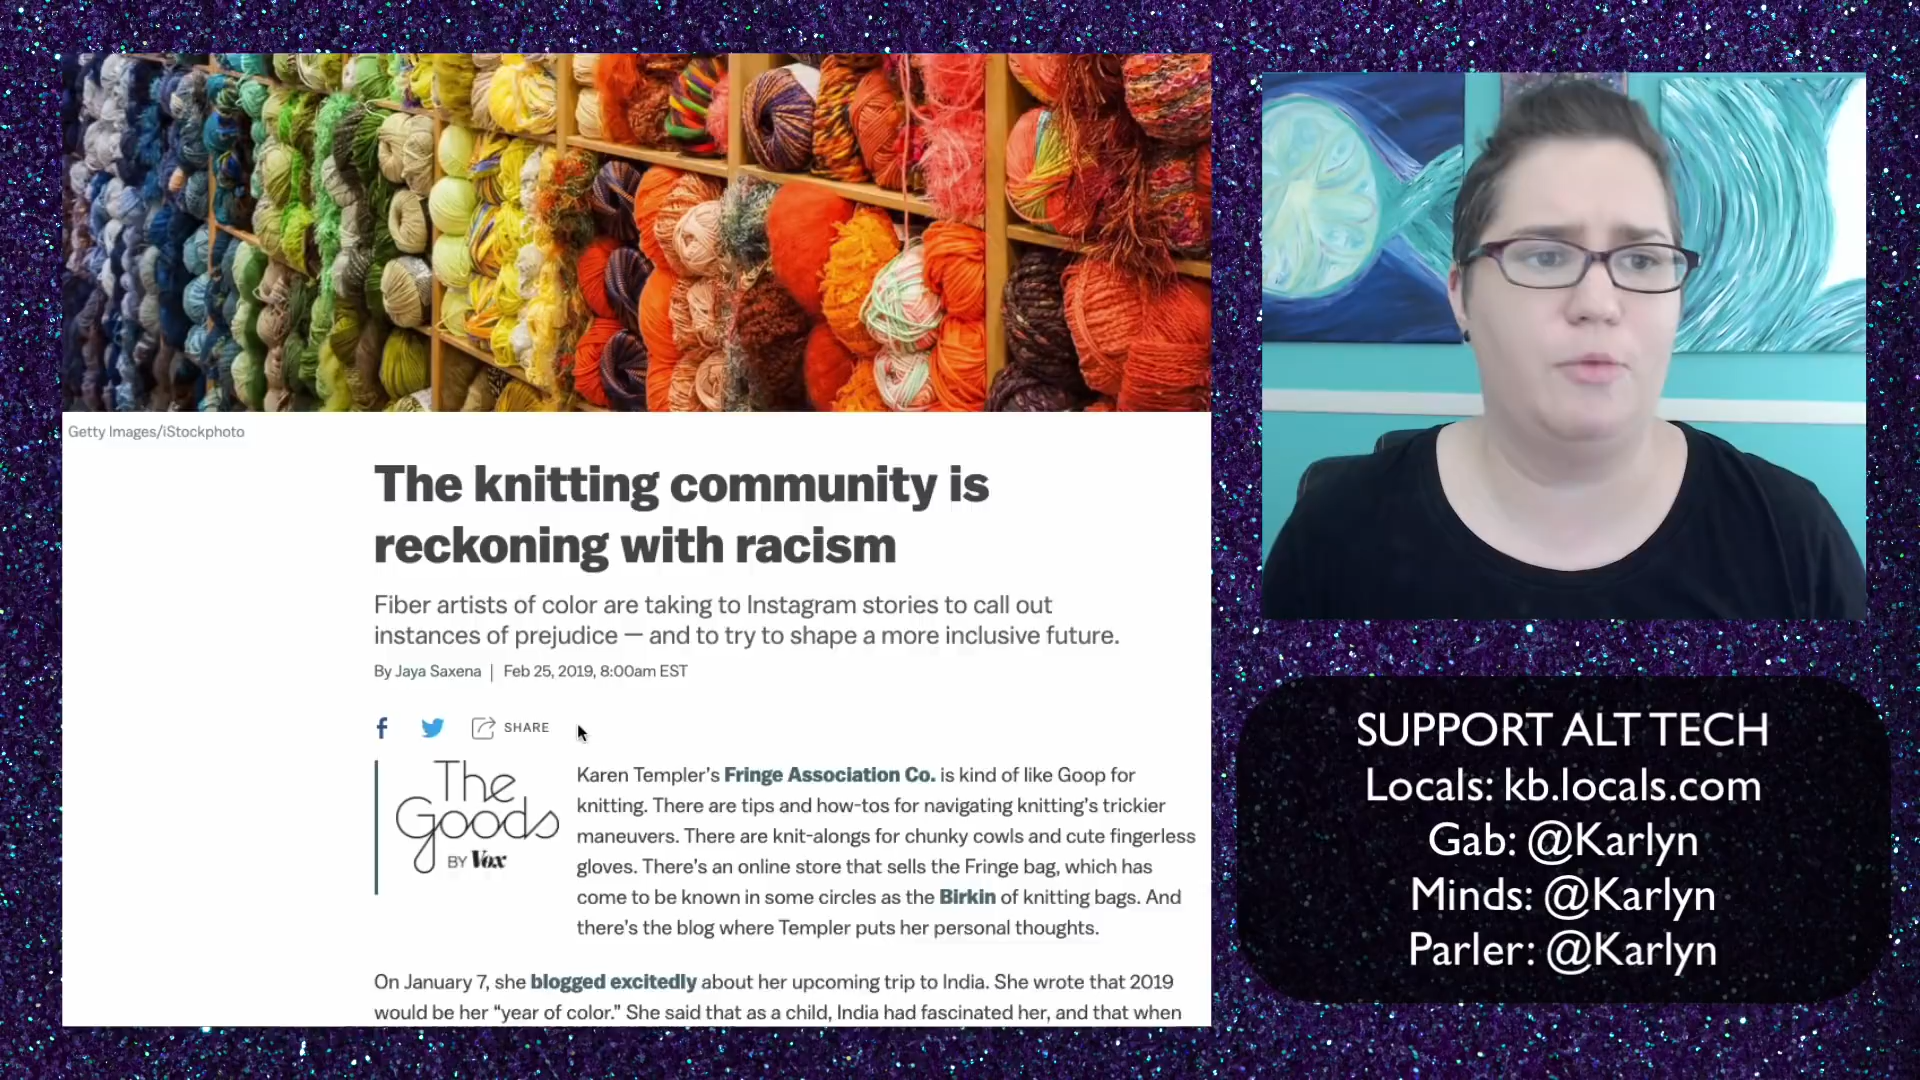 Getty Images/iStockphoto
The knitting community is
reckoning with racism
Fiber artists of color are taking to Instagram stories to call out
instances of prejudice — and to try to shape a more inclusive future.
By Jaya Saxena | Feb 25, 2019, 8:00am EST
SHARE
The
Goods
BY Vox
Karen Templer's Fringe Association Co. is kind of like Goop for
knitting. There are tips and how-tos for navigating knitting's trickier
maneuvers. There are knit-alongs for chunky cowls and cute fingerless
gloves. There's an online store that sells the Fringe bag, which has
come to be known in some circles as the Birkin of knitting bags. And
there's the blog where Templer puts her personal thoughts.
On January 7, she blogged excitedly about her upcoming trip to India. She wrote that 2019
would be her “year of color.” She said that as a child, India had fascinated her, and that when
SUPPORT ALT TECH
Locals: kb.locals.com
Gab: @Karlyn
Minds: @Karlyn
Parler: @Karlyn